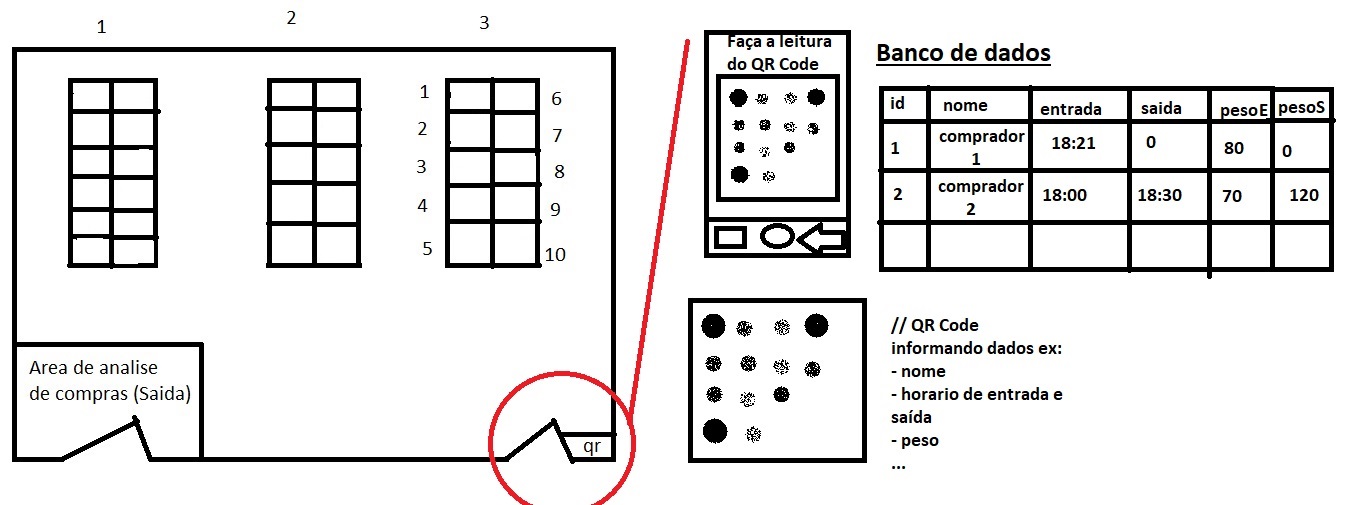 1
2
3
1
2
3
4
5
6
7
8
9
10
Area de analise
de compras (Saida)
qr
Faça a leitura
do QR Code
Banco de dados
id nome entrada saida pesoE pesoS
1 comprador 1 18:21 0 80 0
2 comprador 2 18:00 18:30 70 120
// QR Code
informando dados ex:
- nome
- horario de entrada e
saída
- peso
...